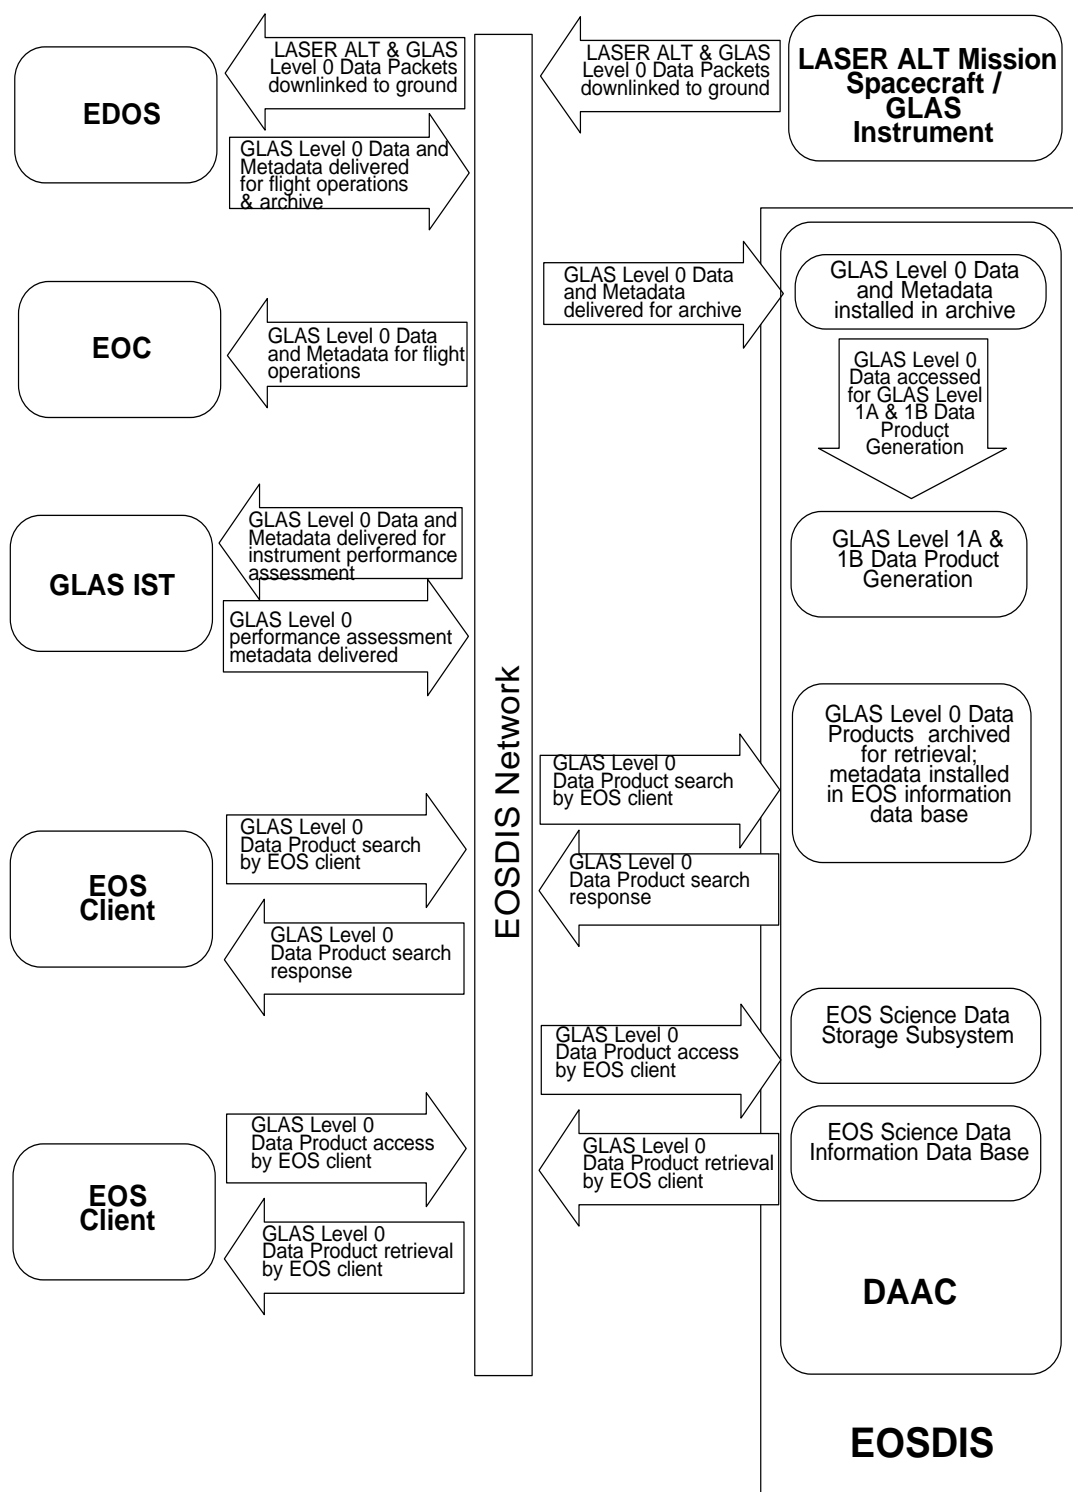 LASER ALT & GLAS
Level 0 Data Packets
downlinked to ground
LASER ALT & GLAS
Level 0 Data Packets
downlinked to ground
LASER ALT Mission
Spacecraft /
GLAS
Instrument
EDOS
GLAS Level 0 Data and
Metadata delivered
for flight operations
& archive
GLAS Level 0 Data
and Metadata
delivered for archive
GLAS Level 0 Data
and Metadata
installed in archive
EOC
GLAS Level 0 Data
and Metadata for flight
operations
GLAS Level 0
Data accessed
for GLAS Level
1A & 1B Data
Product
Generation
GLAS IST
GLAS Level 0 Data and
Metadata delivered for
instrument performance
assessment
GLAS Level 1A &
1B Data Product
Generation
GLAS Level 0
performance assessment
metadata delivered
EOSDIS Network
GLAS Level 0 Data
Products archived
for retrieval;
metadata installed
in EOS information
data base
GLAS Level 0
Data Product search
by EOS client
GLAS Level 0
Data Product search
by EOS client
GLAS Level 0
Data Product search
response
EOS
Client
GLAS Level 0
Data Product search
response
EOS Science Data
Storage Subsystem
GLAS Level 0
Data Product access
by EOS client
GLAS Level 0
Data Product access
by EOS client
EOS Science Data
Information Data Base
GLAS Level 0
Data Product retrieval
by EOS client
EOS
Client
GLAS Level 0
Data Product retrieval
by EOS client
DAAC
EOSDIS